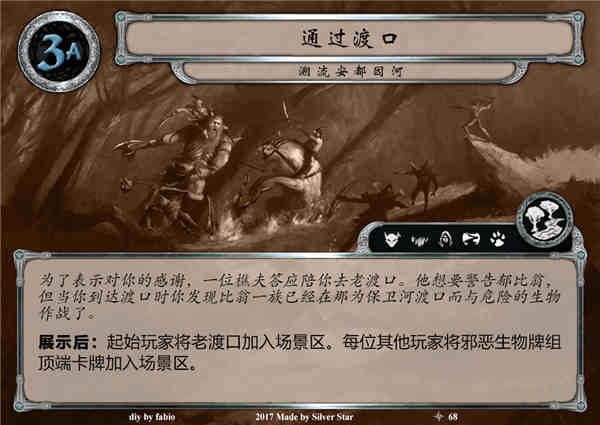 3A
通过渡口
溯流安都因河
为了表示对你的感谢，一位樵夫答应陪你去老渡口。他想要警告都比翁，
但当你到达渡口时你发现比翁一族已经在那为保卫河渡口而与危险的生物
作战了。
展示后：起始玩家将老渡口加入场景区。每位其他玩家将邪恶生物牌组
顶端卡牌加入场景区。
diy by fabio 2017 Made by Silver Star 68